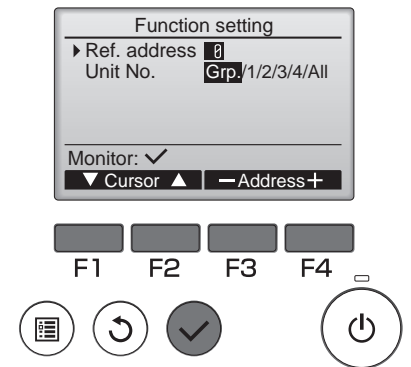 Function setting
Ref. address 0
Unit No. Grp./1/2/3/4/All
Monitor: ✓
▼ Cursor ▲ −Address+
F1 F2 F3 F4